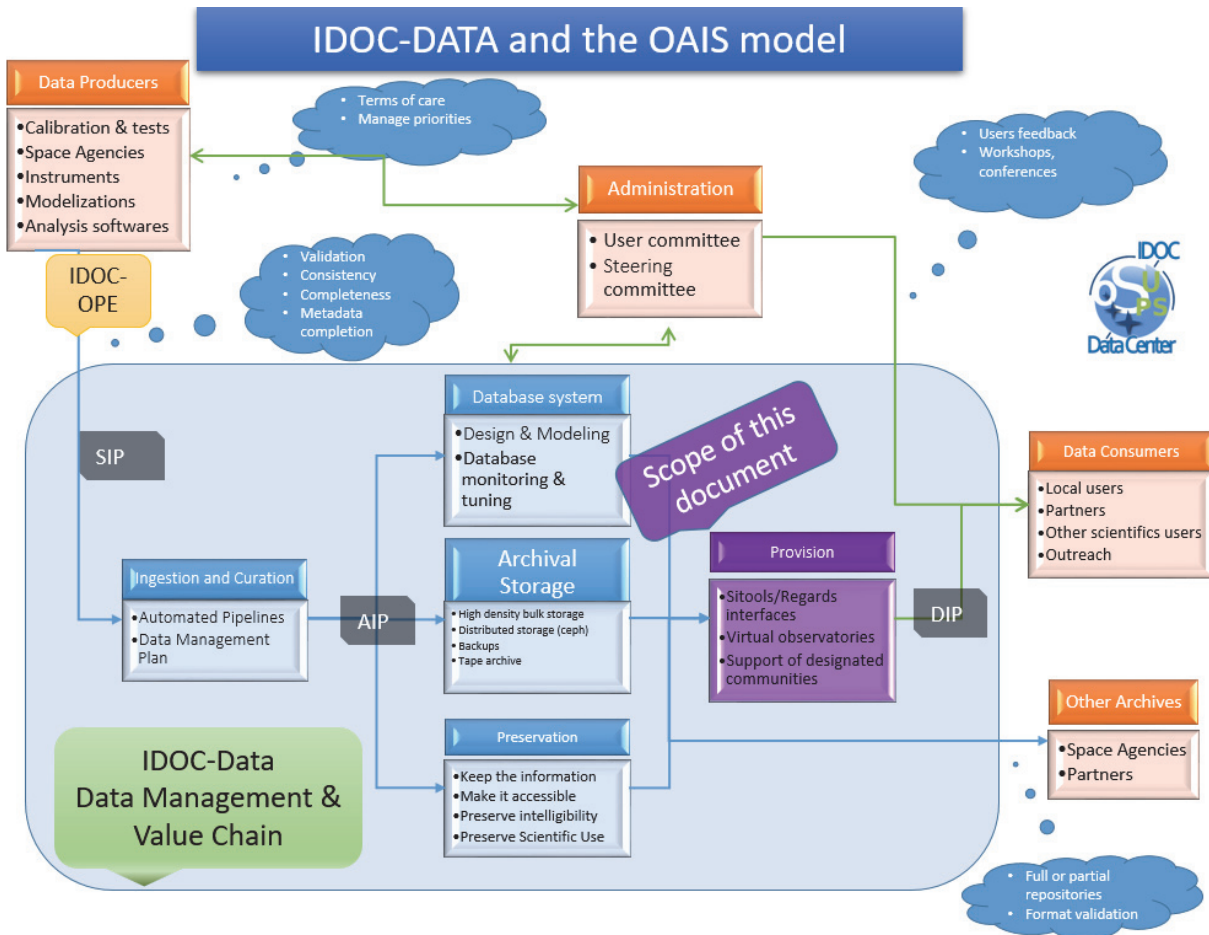 IDOC-DATA and the OAIS model
Data Producers
•Calibration & tests
•Space Agencies
•Instruments
•Modelizations
•Analysis softwares
• Terms of care
• Manage priorities
• Users feedback
• Workshops,
conferences
Administration
• User committee
• Steering
committee
IDOC-
OPE
• Validation
• Consistency
• Completeness
• Metadata
completion
IDOC
OSUPS
Data Center
SIP
Database system
•Design & Modeling
•Database
monitoring &
tuning
Scope of this
document
Data Consumers
•Local users
•Partners
•Other scientifics users
•Outreach
Ingestion and Curation
•Automated Pipelines
•Data Management
Plan
AIP
Archival
Storage
•High density bulk storage
•Distributed storage (ceph)
•Backups
•Tape archive
Provision
•Sitools/Regards
interfaces
•Virtual observatories
•Support of designated
communities
DIP
Preservation
•Keep the information
•Make it accessible
•Preserve intelligibility
•Preserve Scientific Use
Other Archives
•Space Agencies
•Partners
IDOC-Data
Data Management &
Value Chain
• Full or partial
repositories
• Format validation